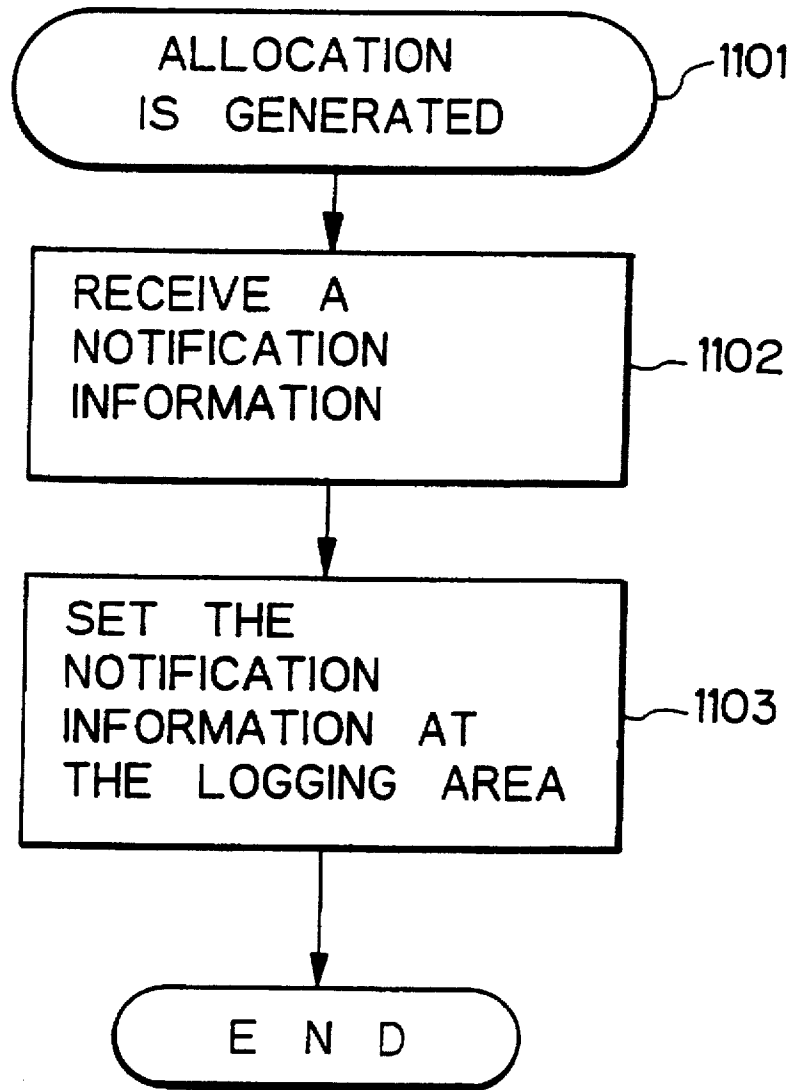 ALLOCATION
IS GENERATED
1101
RECEIVE A
NOTIFICATION
INFORMATION
1102
SET THE
NOTIFICATION
INFORMATION AT
THE LOGGING AREA
1103
E N D